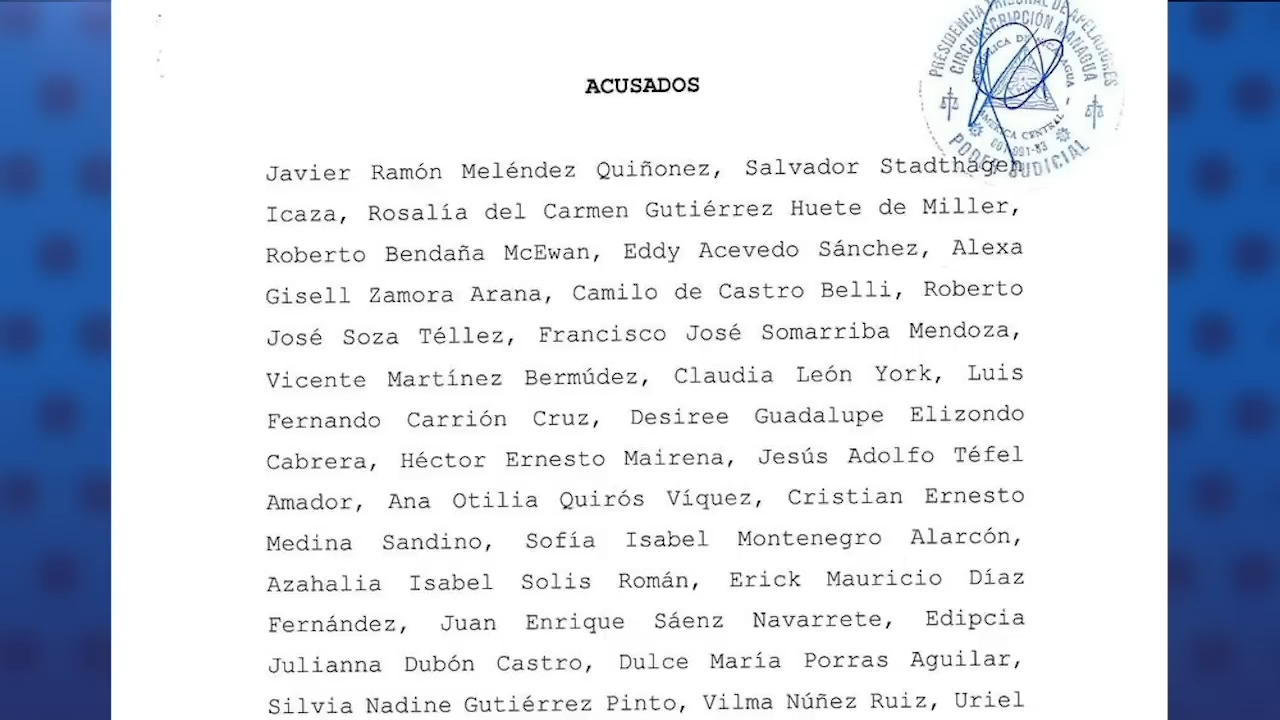 PRESIDENCIA TRIBUNAL DE APELACIONES
CIRCUNSCRIPCIÓN MANAGUA
REPÚBLICA DE NICARAGUA
AMÉRICA CENTRAL
PODER JUDICIAL
ACUSADOS
Javier Ramón Meléndez Quiñonez, Salvador Stadthagen
Icaza, Rosalía del Carmen Gutiérrez Huete de Miller,
Roberto Bendaña McEwan, Eddy Acevedo Sánchez, Alexa
Gisell Zamora Arana, Camilo de Castro Belli, Roberto
José Soza Téllez, Francisco José Somarriba Mendoza,
Vicente Martínez Bermúdez, Claudia León York, Luis
Fernando Carrión Cruz, Desiree Guadalupe Elizondo
Cabrera, Héctor Ernesto Mairena, Jesús Adolfo Téfel
Amador, Ana Otilia Quirós Víquez, Cristian Ernesto
Medina Sandino, Sofía Isabel Montenegro Alarcón,
Azahalia Isabel Solis Román, Erick Mauricio Díaz
Fernández, Juan Enrique Sáenz Navarrete, Edipcia
Julianna Dubón Castro, Dulce María Porras Aguilar,
Silvia Nadine Gutiérrez Pinto, Vilma Núñez Ruiz, Uriel